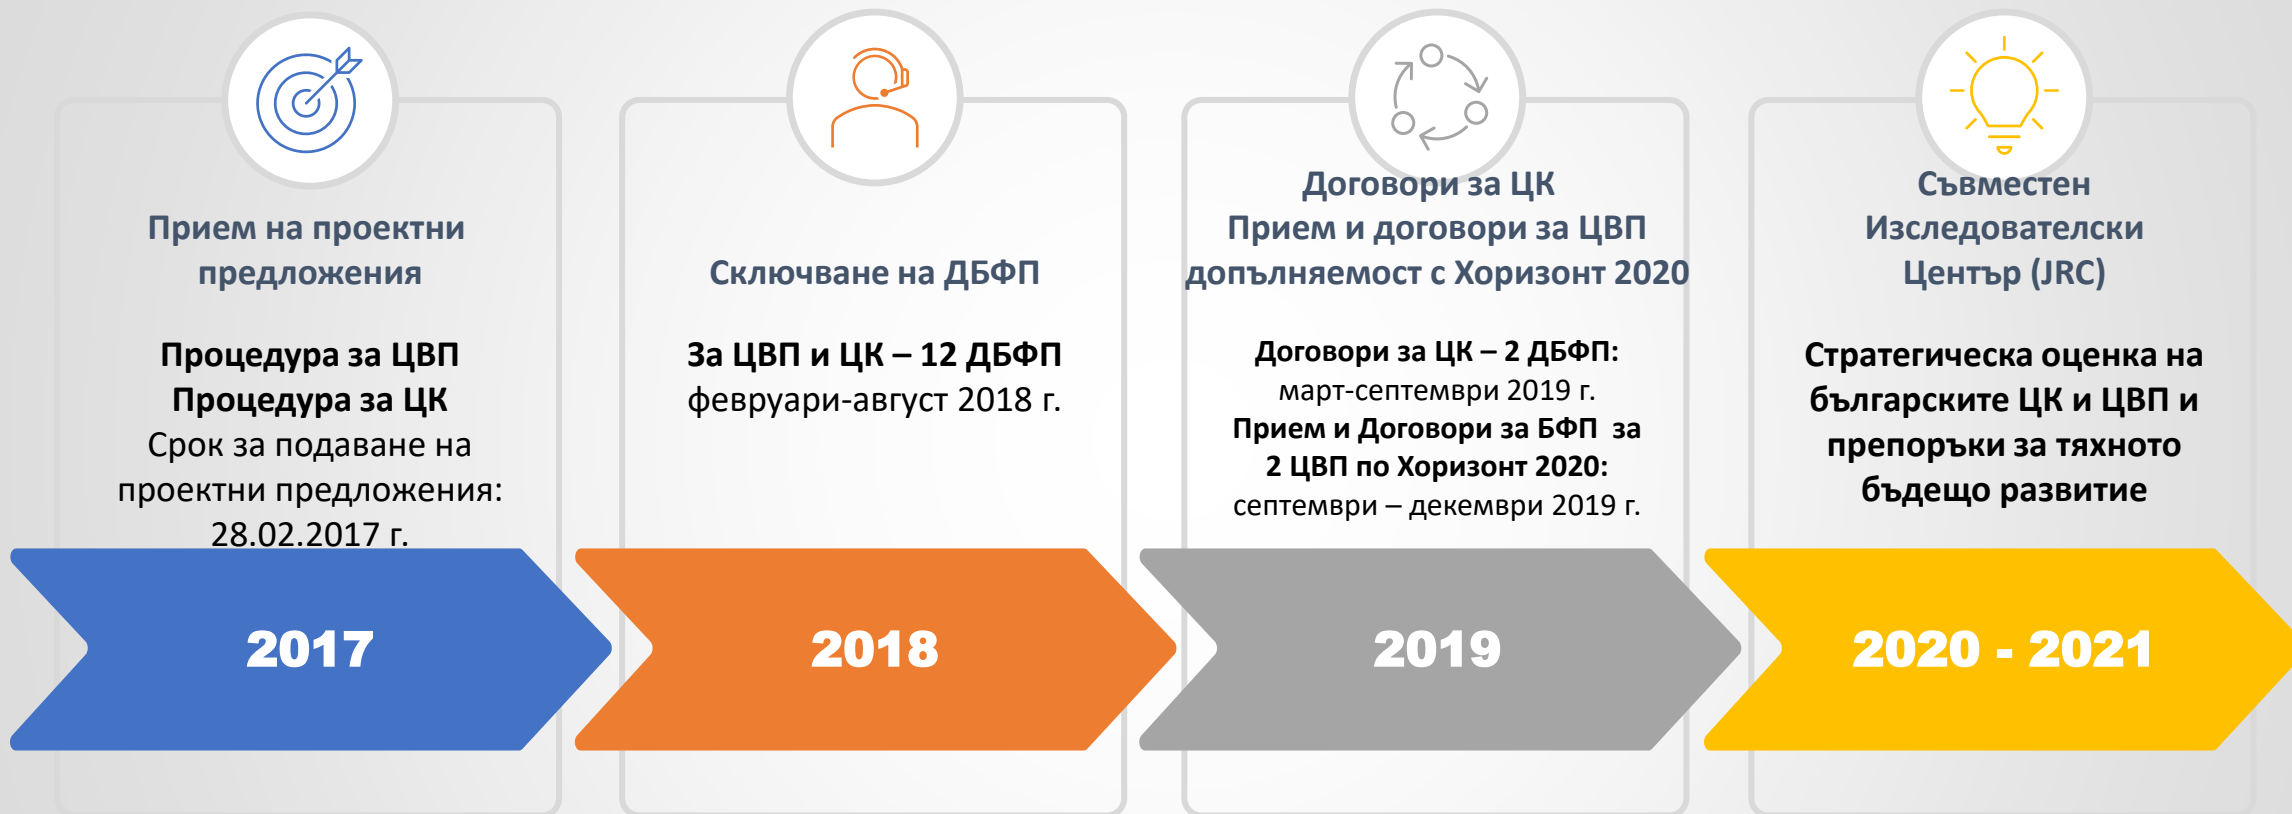 Прием на проектни
предложения
Процедура за ЦВП
Процедура за ЦК
Срок за подаване на
проектни предложения:
28.02.2017 г.
2017
Сключване на ДБФП
За ЦВП и ЦК – 12 ДБФП
февруари-август 2018 г.
2018
Договори за ЦК
Прием и договори за ЦВП
допълняемост с Хоризонт 2020
Договори за ЦК – 2 ДБФП:
март-септември 2019 г.
Прием и Договори за БФП за
2 ЦВП по Хоризонт 2020:
септември – декември 2019 г.
2019
Съвместен
Изследователски
Център (JRC)
Стратегическа оценка на
българските ЦК и ЦВП и
препоръки за тяхното
бъдещо развитие
2020 - 2021